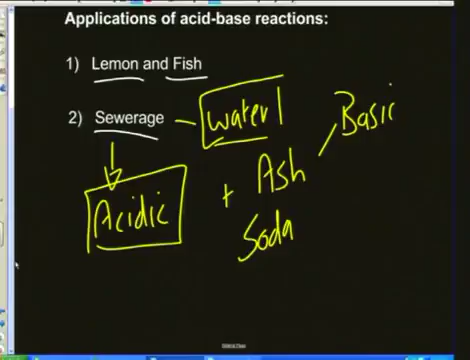 Applications of acid-base reactions:
1) Lemon and Fish
2) Sewerage – water
Basic
Acidic
+ Ash
Soda